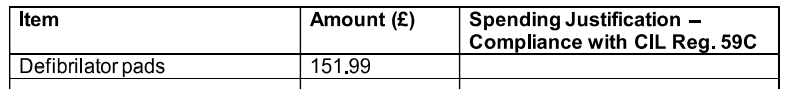 Item Amount (£) Spending Justification –
Compliance with CIL Reg. 59C
Defibrilator pads 151.99